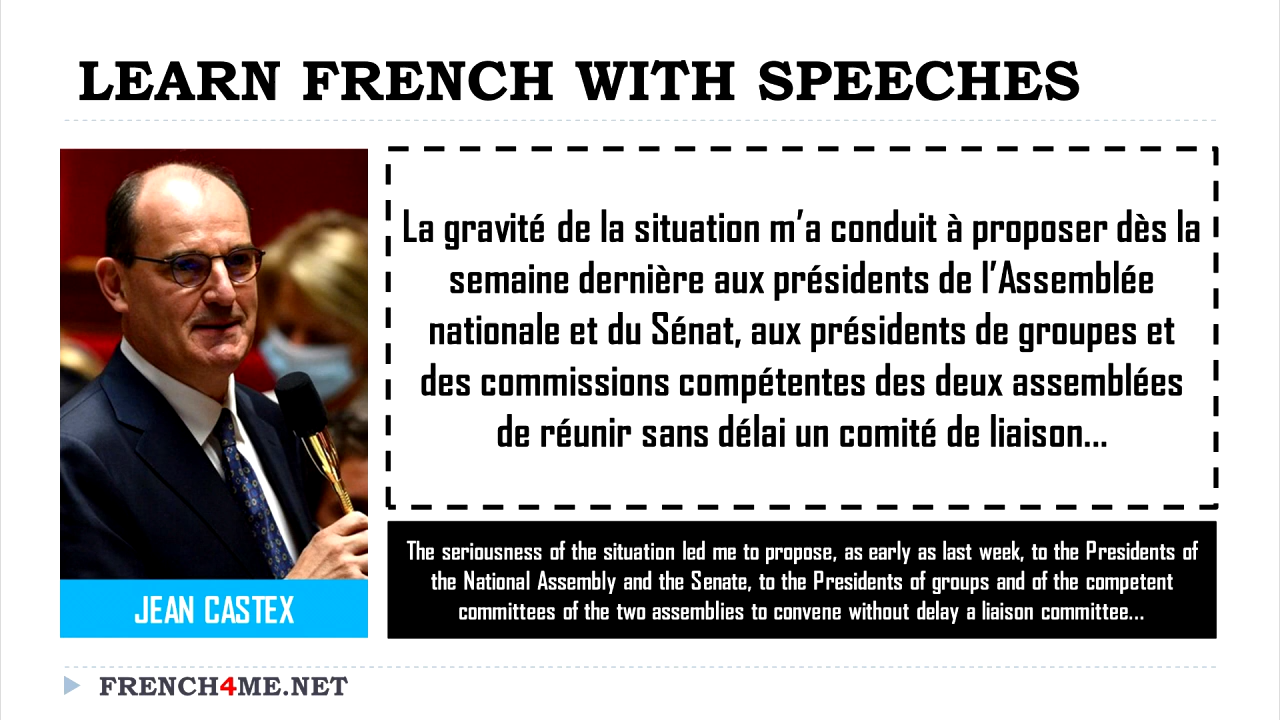 LEARN FRENCH WITH SPEECHES
La gravité de la situation m’a conduit à proposer dès la
semaine dernière aux présidents de l’Assemblée
nationale et du Sénat, aux présidents de groupes et
des commissions compétentes des deux assemblées
de réunir sans délai un comité de liaison...
The seriousness of the situation led me to propose, as early as last week, to the Presidents of
the National Assembly and the Senate, to the Presidents of groups and of the competent
committees of the two assemblies to convene without delay a liaison committee...
JEAN CASTEX
FRENCH4ME.NET